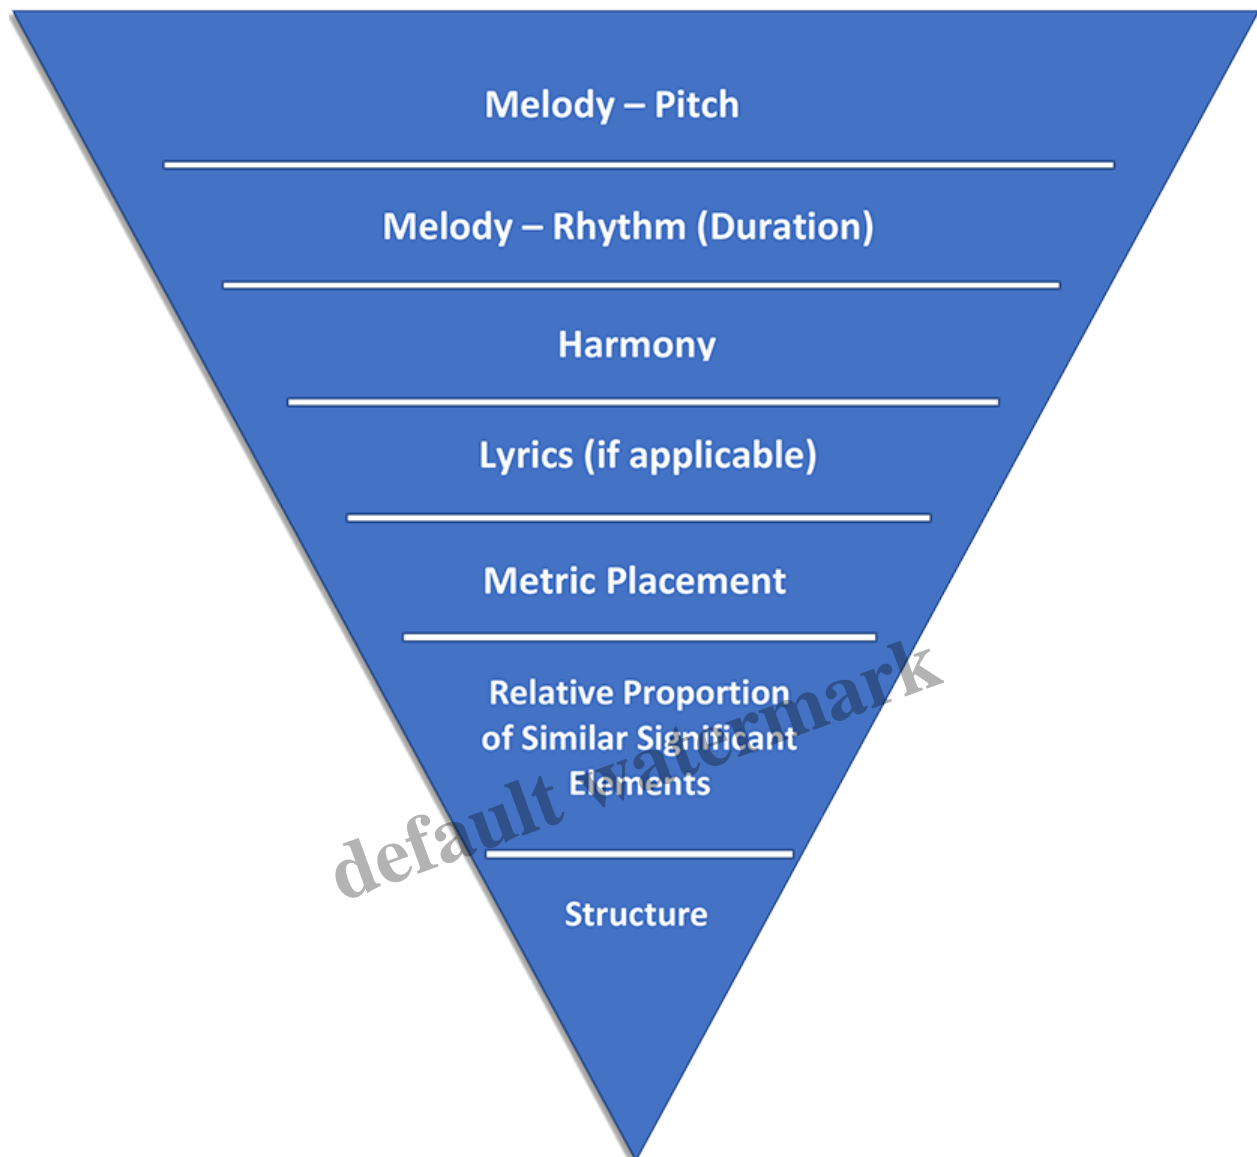 Melody – Pitch
Melody – Rhythm (Duration)
Harmony
Lyrics (if applicable)
Metric Placement
Relative Proportion
of Similar Significant
Elements
default watermark
Structure